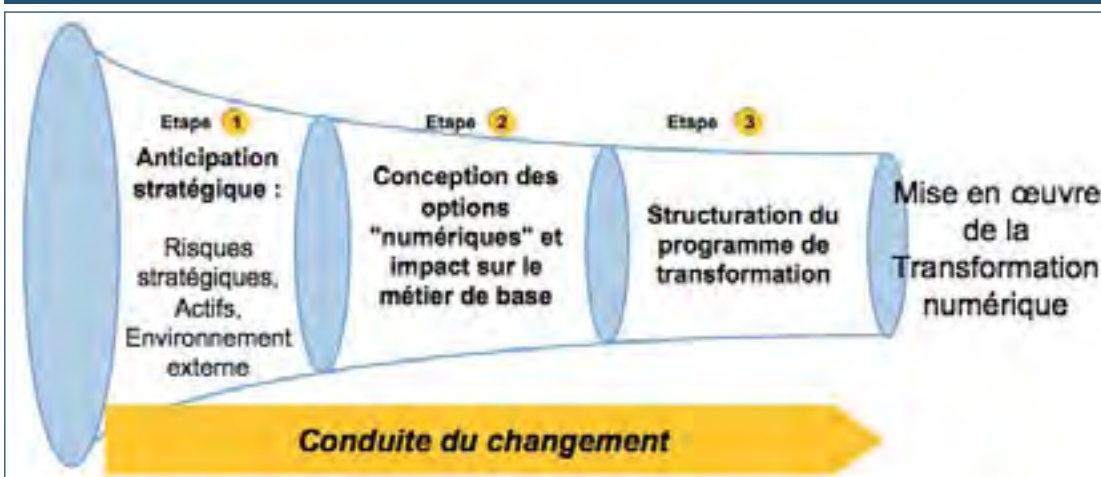 Etape 1
Anticipation
stratégique :
Risques
stratégiques,
Actifs,
Environnement
externe
Etape 2
Conception des
options
"numériques" et
impact sur le
métier de base
Etape 3
Structuration du
programme de
transformation
Mise en œuvre
de la
Transformation
numérique
Conduite du changement